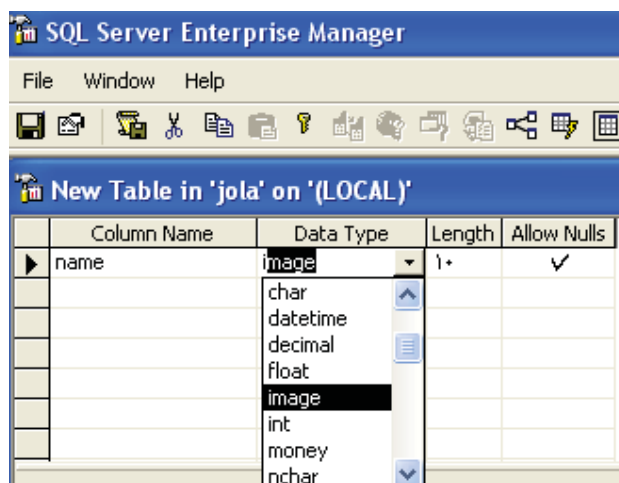 SQL Server Enterprise Manager
File Window Help
New Table in 'jola' on '(LOCAL)'
Column Name Data Type Length Allow Nulls
name image ١٠
char
datetime
decimal
float
image
int
money
nchar